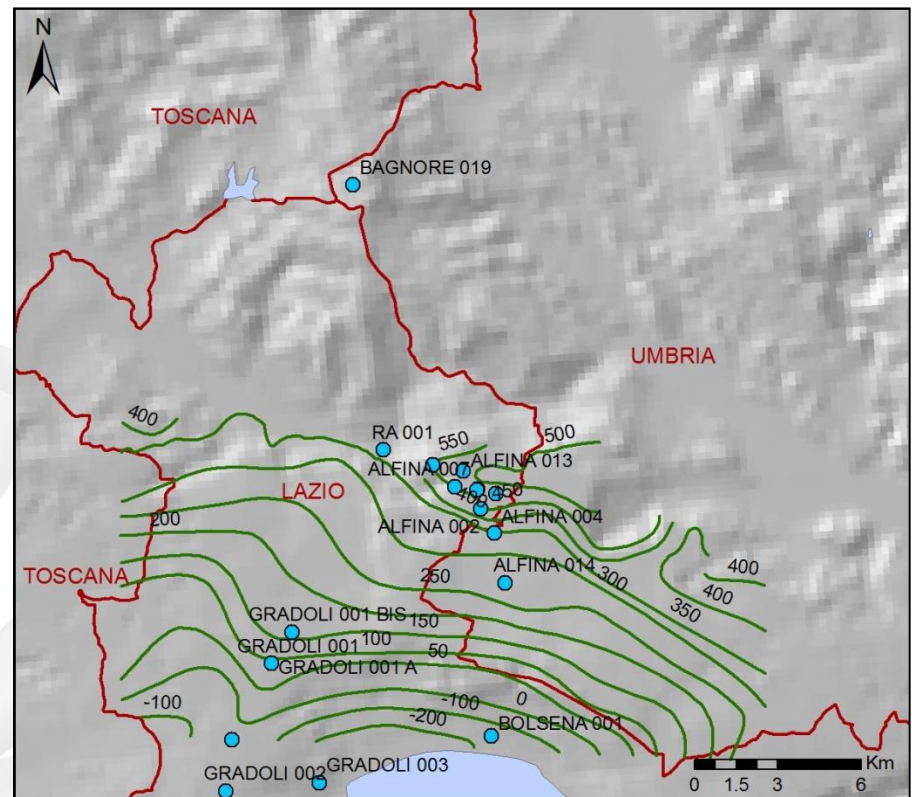 N
TOSCANA
BAGNORE 019
UMBRIA
400
RA 001
550
500
ALFINA 013
ALFINA 007
LAZIO
400
450
200
ALFINA 002
ALFINA 004
TOSCANA
ALFINA 014
250
300
400
400
350
GRADOLI 001 BIS
150
100
GRADOLI 001
50
GRADOLI 001 A
-100
-100
0
-200
BOLSENA 001
GRADOLI 002
GRADOLI 003
Km
0 1.5 3 6